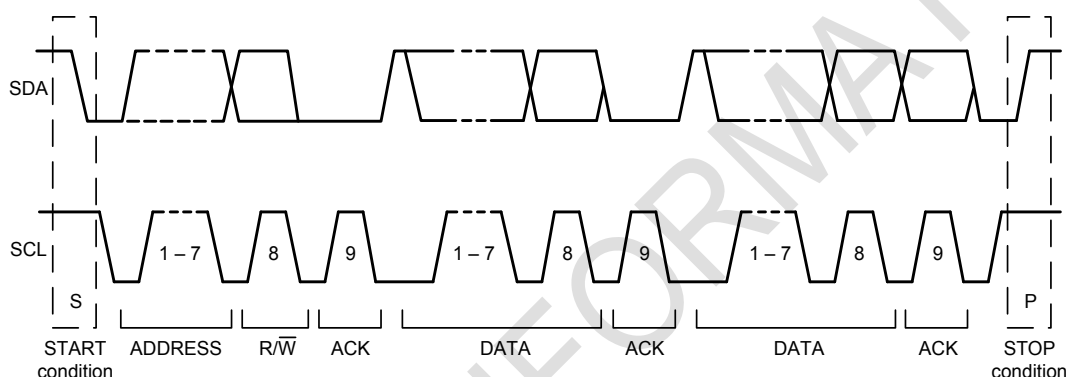 SDA
SCL
1 – 7 8 9 1 – 7 8 9 1 – 7 8 9
S P
START condition ADDRESS R/W̅ ACK DATA ACK DATA ACK STOP condition